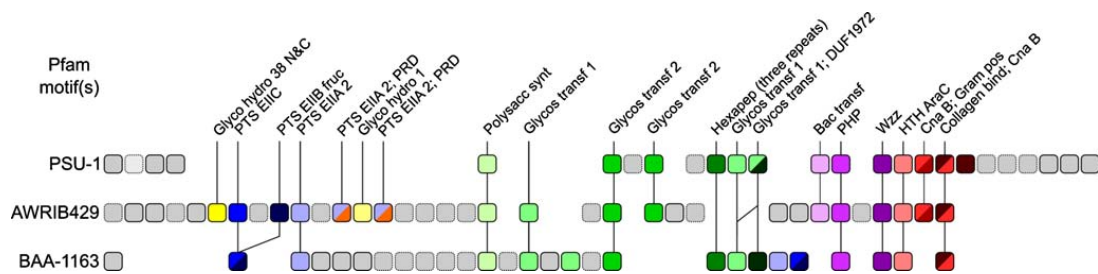 Pfam
motif(s)
Glyco hydro 38 N&C
PTS EIIC
PTS EIIB fruc
PTS EIIA 2
PTS EIIA 2; PRD
Glyco hydro 1
PTS EIIA 2; PRD
Polysacc synt
Glycos transf 1
Glycos transf 2
Glycos transf 2
Hexapep (three repeats)
Glycos transf 1
Glycos transf 1; DUF1972
Bac transf
PHP
Wzz
HTH AraC
Cna B; Gram pos
Collagen bind; Cna B
PSU-1
AWRIB429
BAA-1163